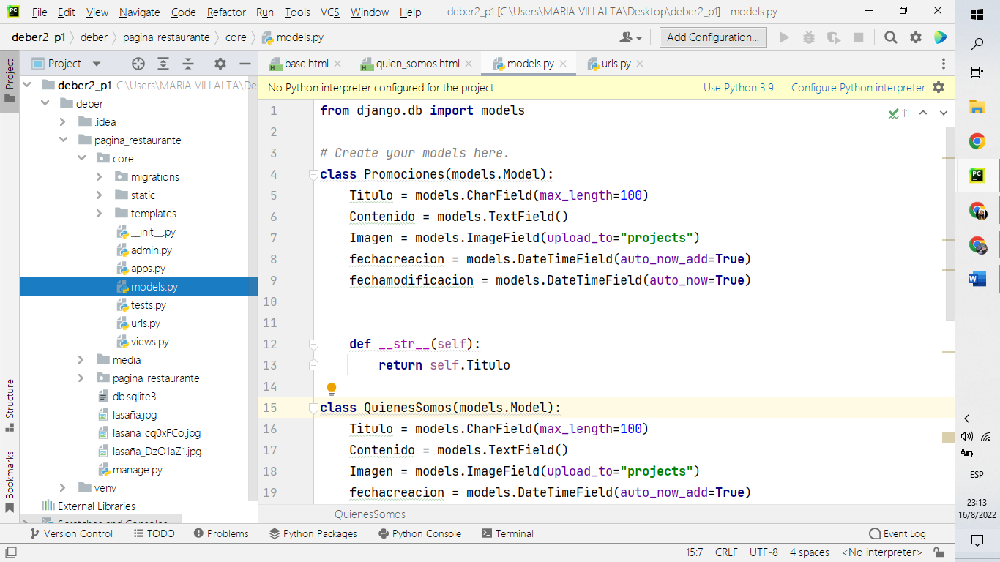 PC File Edit View Navigate Code Refactor Run Tools VCS Window Help deber2_p1 [C:\Users\MARIA VILLALTA\Desktop\deber2_p1] - models.py
deber2_p1 deber pagina_restaurante core models.py Add Configuration...
Project
Project
base.html quien_somos.html models.py urls.py
deber2_p1 C:\Users\MARIA VILLALTA\De
deber
.idea
pagina_restaurante
core
migrations
static
templates
__init__.py
admin.py
apps.py
models.py
tests.py
urls.py
views.py
media
pagina_restaurante
db.sqlite3
lasaña.jpg
lasaña_cq0xFCo.jpg
lasaña_DzO1aZ1.jpg
manage.py
venv
External Libraries
Scratches and Consoles
Structure
Bookmarks
No Python interpreter configured for the project Use Python 3.9 Configure Python interpreter
11
1 from django.db import models
2
3 # Create your models here.
4 class Promociones(models.Model):
5 Titulo = models.CharField(max_length=100)
6 Contenido = models.TextField()
7 Imagen = models.ImageField(upload_to="projects")
8 fechacreacion = models.DateTimeField(auto_now_add=True)
9 fechamodificacion = models.DateTimeField(auto_now=True)
10
11
12 def __str__(self):
13 return self.Titulo
14
15 class QuienesSomos(models.Model):
16 Titulo = models.CharField(max_length=100)
17 Contenido = models.TextField()
18 Imagen = models.ImageField(upload_to="projects")
19 fechacreacion = models.DateTimeField(auto_now_add=True)
QuienesSomos
Version Control TODO Problems Python Packages Python Console Terminal Event Log
15:7 CRLF UTF-8 4 spaces <No interpreter>
PC
W
ESP
23:13
16/8/2022